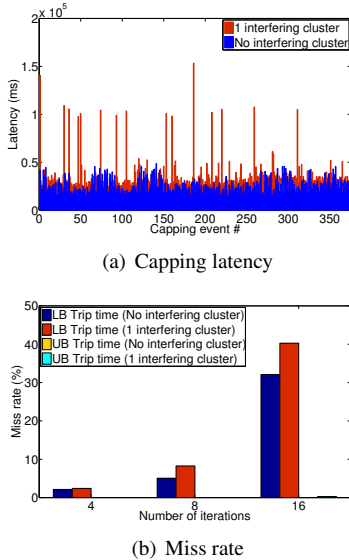 2 x 10^5
1 interfering cluster
No interfering cluster
1.5
1
0.5
0
Latency (ms)
0 50 100 150 200 250 300 350
Capping event #
(a) Capping latency
50
LB Trip time (No interfering cluster)
LB Trip time (1 interfering cluster)
UB Trip time (No interfering cluster)
UB Trip time (1 interfering cluster)
40
30
20
10
0
Miss rate (%)
4 8 16
Number of iterations
(b) Miss rate